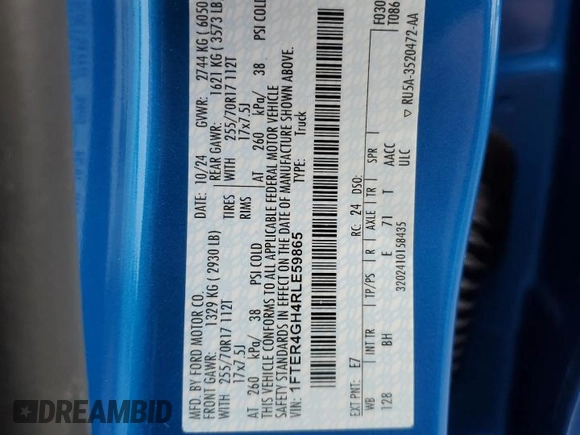 MFD. BY FORD MOTOR CO.
DATE: 10/24 GVWR: 2744 KG ( 6050
FRONT GAWR: 1329 KG ( 2930 LB) REAR GAWR: 1621 KG ( 3573 LB
WITH 255/70R17 112T TIRES WITH 255/70R17 112T
17x7.5J RIMS 17x7.5J
AT 260 kPa/ 38 PSI COLD AT 260 kPa/ 38 PSI COLD
THIS VEHICLE CONFORMS TO ALL APPLICABLE FEDERAL MOTOR VEHICLE
SAFETY STANDARDS IN EFFECT ON THE DATE OF MANUFACTURE SHOWN ABOVE.
VIN: 1FTER4GH4RLE59865 TYPE: Truck
F030
T086
EXT PNT: E7 RC: 24 DSO:
WB INT TR TP/PS R AXLE TR SPR
128 BH E 71 T AACC
ULC
3202410158435 ▽ RU5A-3520472-AA
DREAMBID